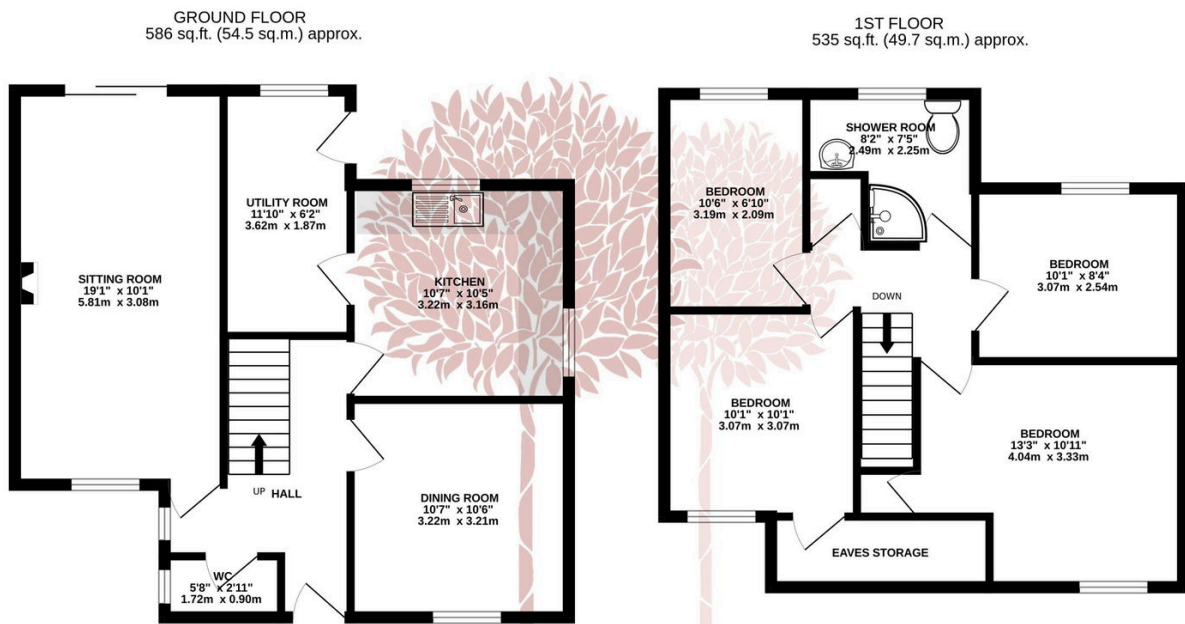 GROUND FLOOR
586 sq.ft. (54.5 sq.m.) approx.
SITTING ROOM
19'1" x 10'1"
5.81m x 3.08m
UTILITY ROOM
11'10" x 6'2"
3.62m x 1.87m
KITCHEN
10'7" x 10'5"
3.22m x 3.16m
UP
HALL
DINING ROOM
10'7" x 10'6"
3.22m x 3.21m
WC
5'8" x 2'11"
1.72m x 0.90m
1ST FLOOR
535 sq.ft. (49.7 sq.m.) approx.
SHOWER ROOM
8'2" x 7'5"
2.49m x 2.25m
BEDROOM
10'6" x 6'10"
3.19m x 2.09m
BEDROOM
10'1" x 8'4"
3.07m x 2.54m
DOWN
BEDROOM
10'1" x 10'1"
3.07m x 3.07m
BEDROOM
13'3" x 10'11"
4.04m x 3.33m
EAVES STORAGE